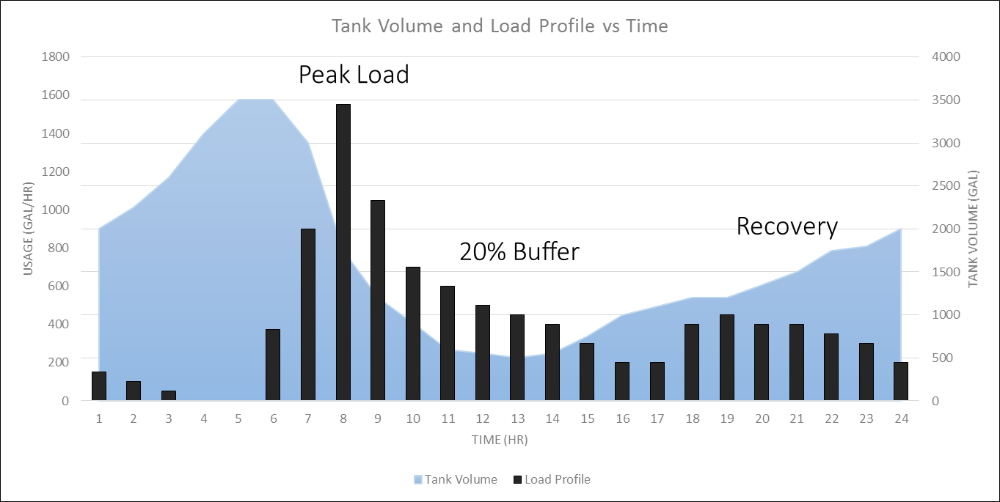 Tank Volume and Load Profile vs Time
1800
1600
1400
1200
1000
800
600
400
200
0
USAGE (GAL/HR)
Peak Load
20% Buffer
Recovery
4000
3500
3000
2500
2000
1500
1000
500
0
TANK VOLUME (GAL)
1 2 3 4 5 6 7 8 9 10 11 12 13 14 15 16 17 18 19 20 21 22 23 24
TIME (HR)
Tank Volume Load Profile